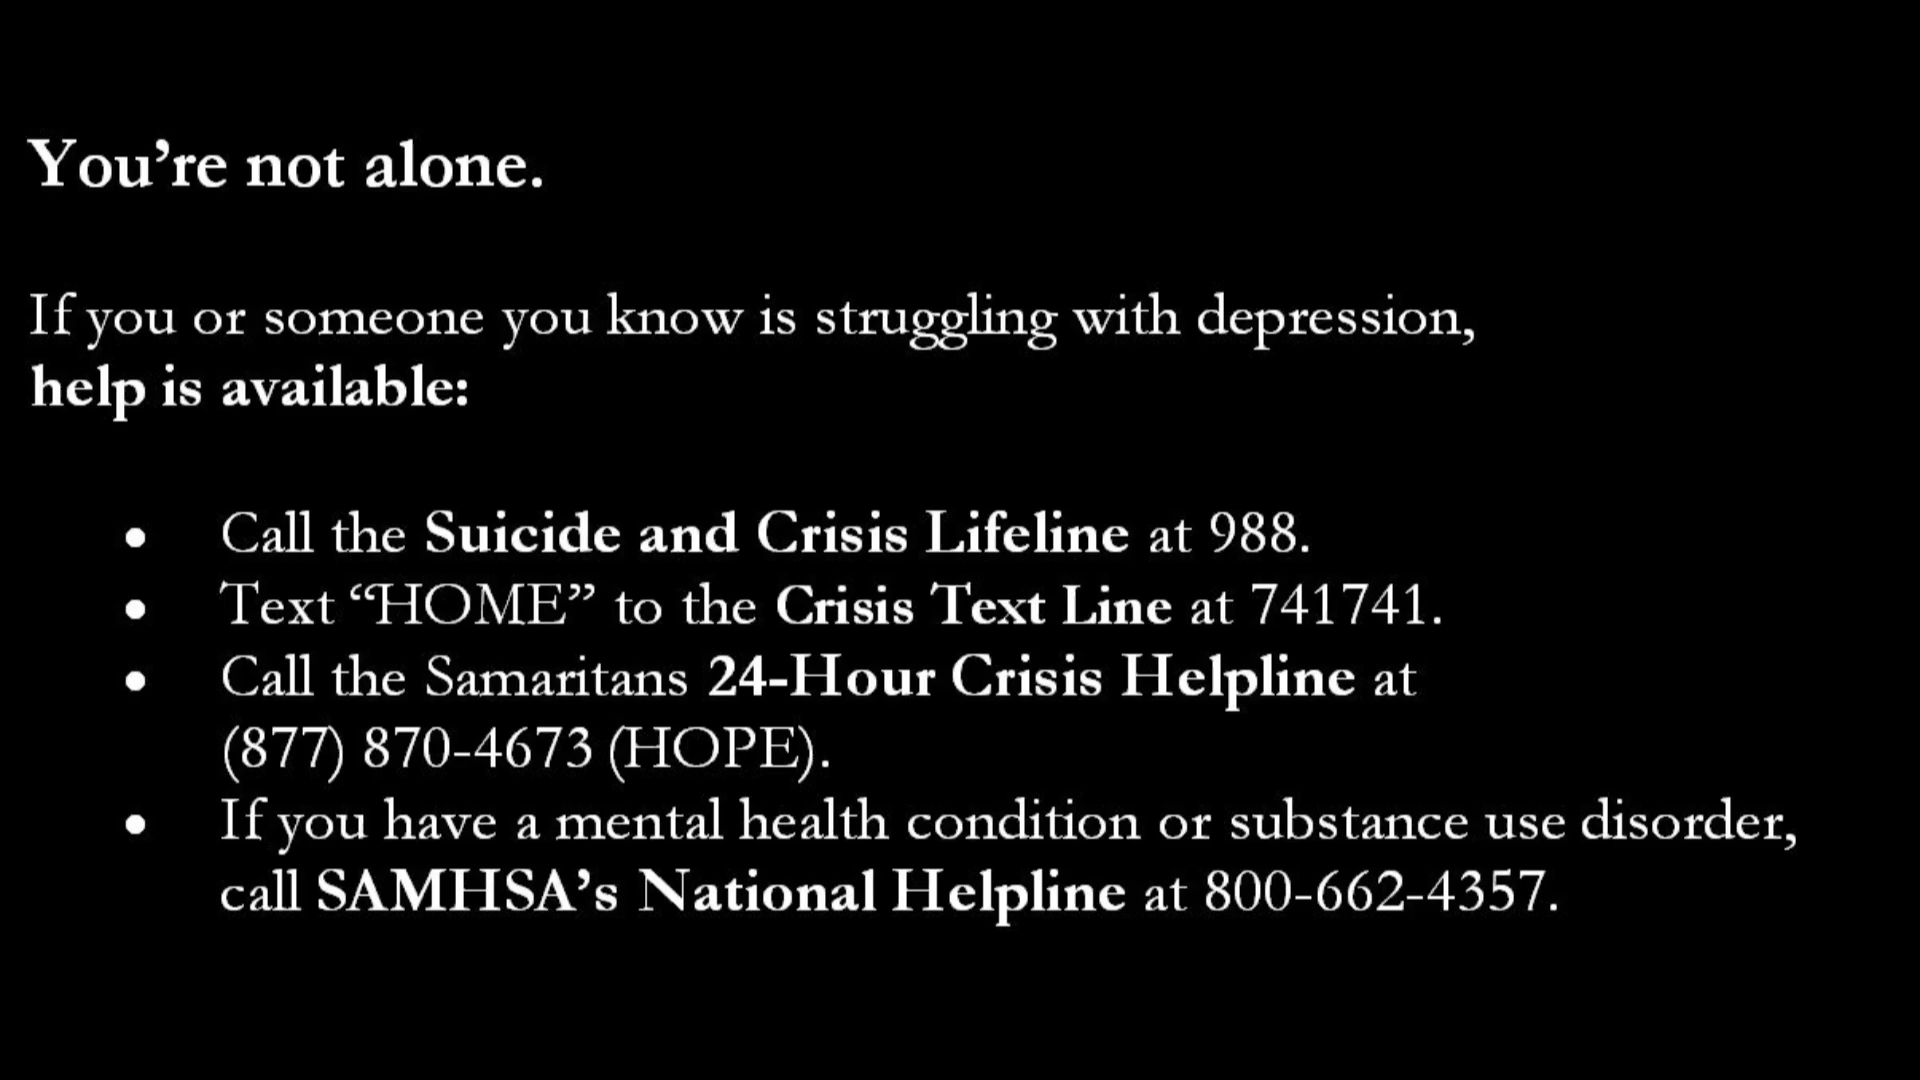 You’re not alone.
If you or someone you know is struggling with depression,
help is available:
• Call the Suicide and Crisis Lifeline at 988.
• Text “HOME” to the Crisis Text Line at 741741.
• Call the Samaritans 24-Hour Crisis Helpline at
(877) 870-4673 (HOPE).
• If you have a mental health condition or substance use disorder,
call SAMHSA’s National Helpline at 800-662-4357.